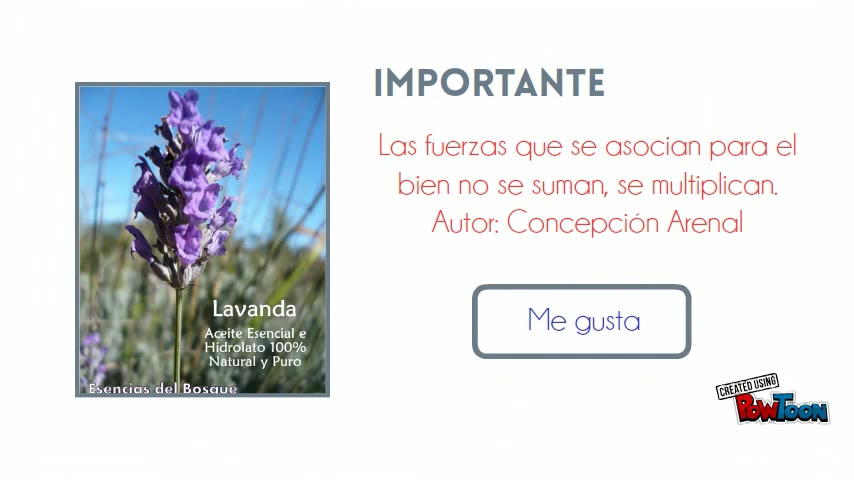 IMPORTANTE
Las fuerzas que se asocian para el
bien no se suman, se multiplican.
Autor: Concepción Arenal
Me gusta
Lavanda
Aceite Esencial e
Hidrolato 100%
Natural y Puro
Esencias del Bosque
CREATED USING
POWTOON